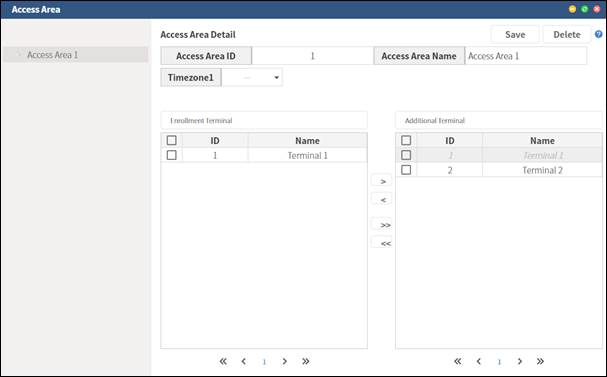 Access Area
Access Area Detail Save Delete ?
Access Area 1
Access Area ID 1 Access Area Name Access Area 1
Timezone1 ---
Enrollment Terminal Additional Terminal
ID Name ID Name
1 Terminal 1 1 Terminal 1
2 Terminal 2
>
<
>>
<<
« < 1 > » « < 1 > »